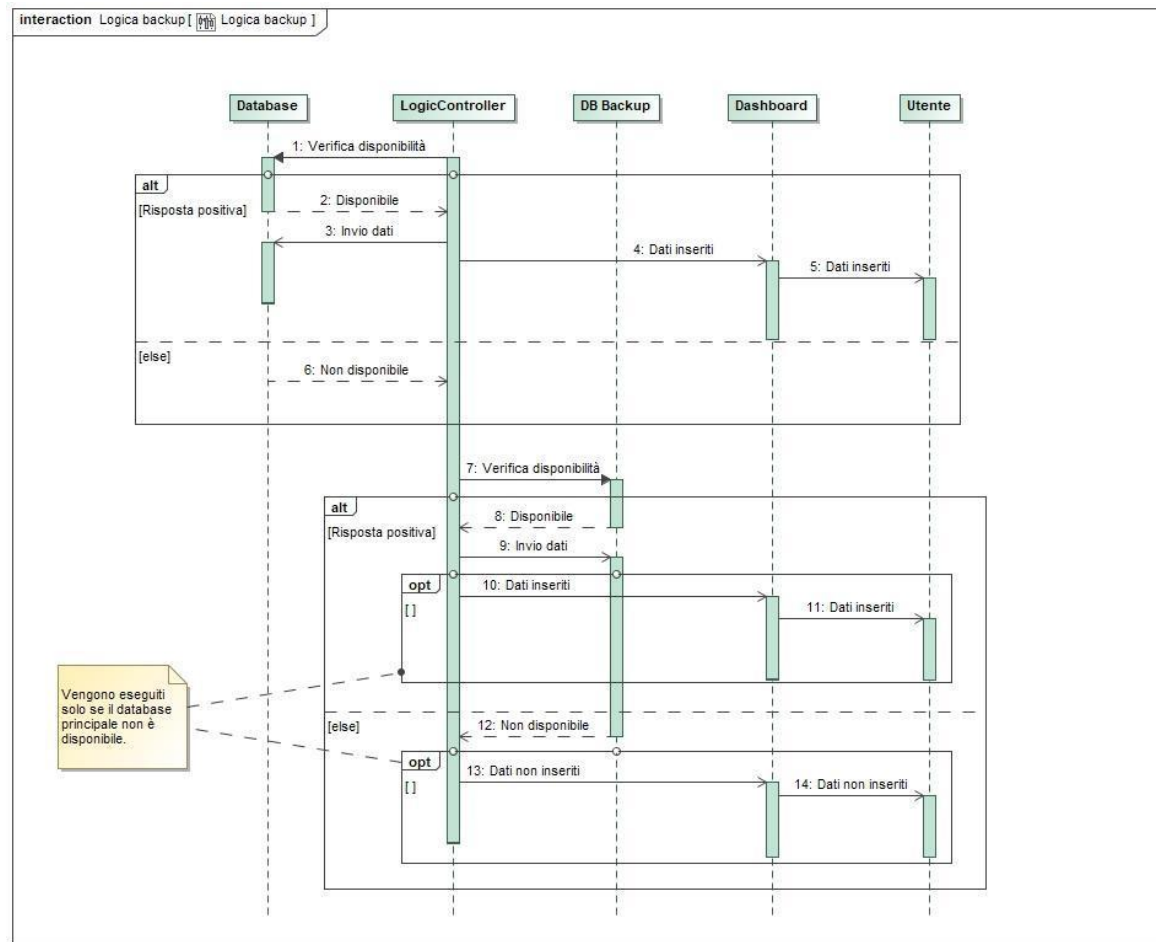 interaction Logica backup [ Logica backup ]
Database
LogicController
DB Backup
Dashboard
Utente
1: Verifica disponibilità
alt
[Risposta positiva]
2: Disponibile
3: Invio dati
4: Dati inseriti
5: Dati inseriti
[else]
6: Non disponibile
7: Verifica disponibilità
alt
[Risposta positiva]
8: Disponibile
9: Invio dati
opt
[ ]
10: Dati inseriti
11: Dati inseriti
Vengono eseguiti
solo se il database
principale non è
disponibile.
[else]
12: Non disponibile
opt
[ ]
13: Dati non inseriti
14: Dati non inseriti